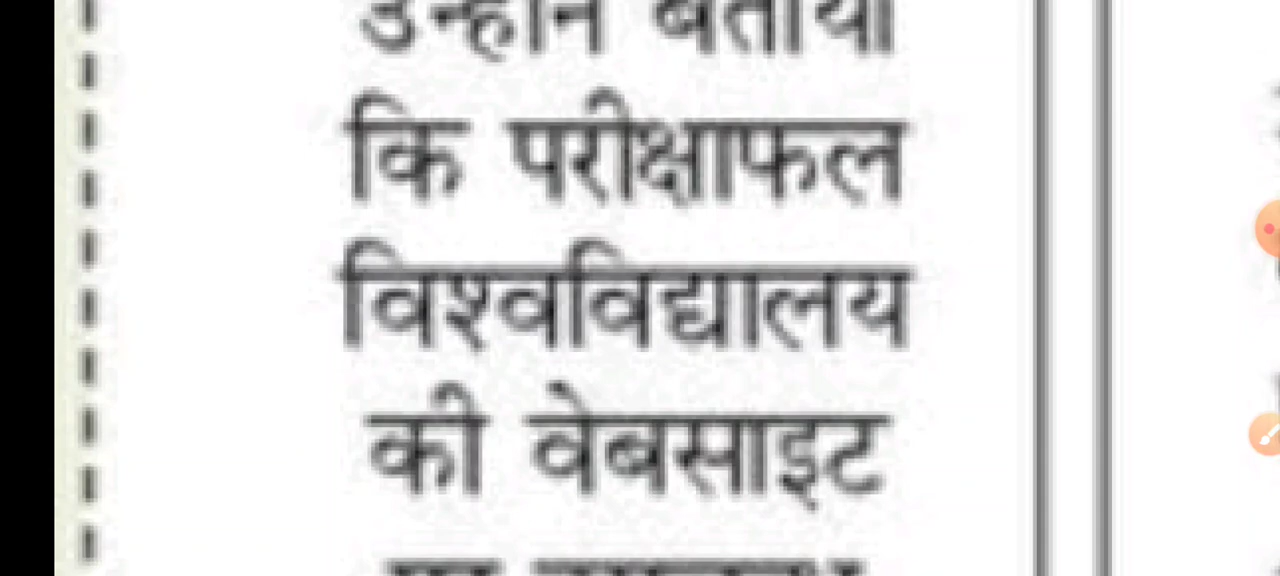 उन्होंने बताया
कि परीक्षाफल
विश्वविद्यालय
की वेबसाइट